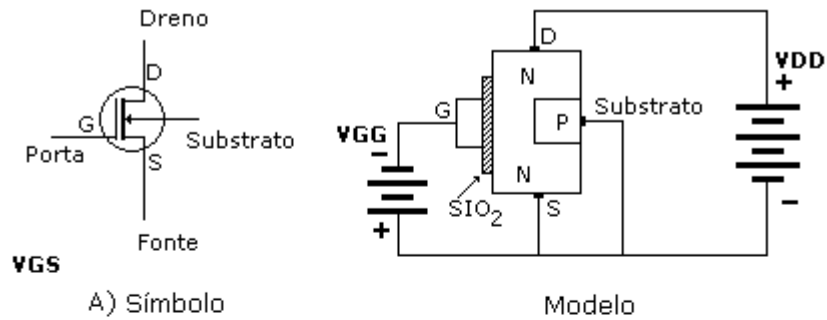 Dreno
D
G
Porta
Substrato
S
Fonte
VGS
A) Símbolo
D
N
G
Substrato
P
VGG
-
+
N
SIO2
S
VDD
+
-
Modelo